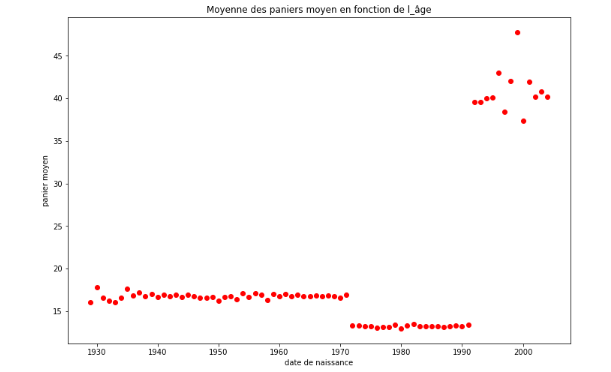 Moyenne des paniers moyen en fonction de l_âge
panier moyen
45
40
35
30
25
20
15
1930 1940 1950 1960 1970 1980 1990 2000
date de naissance